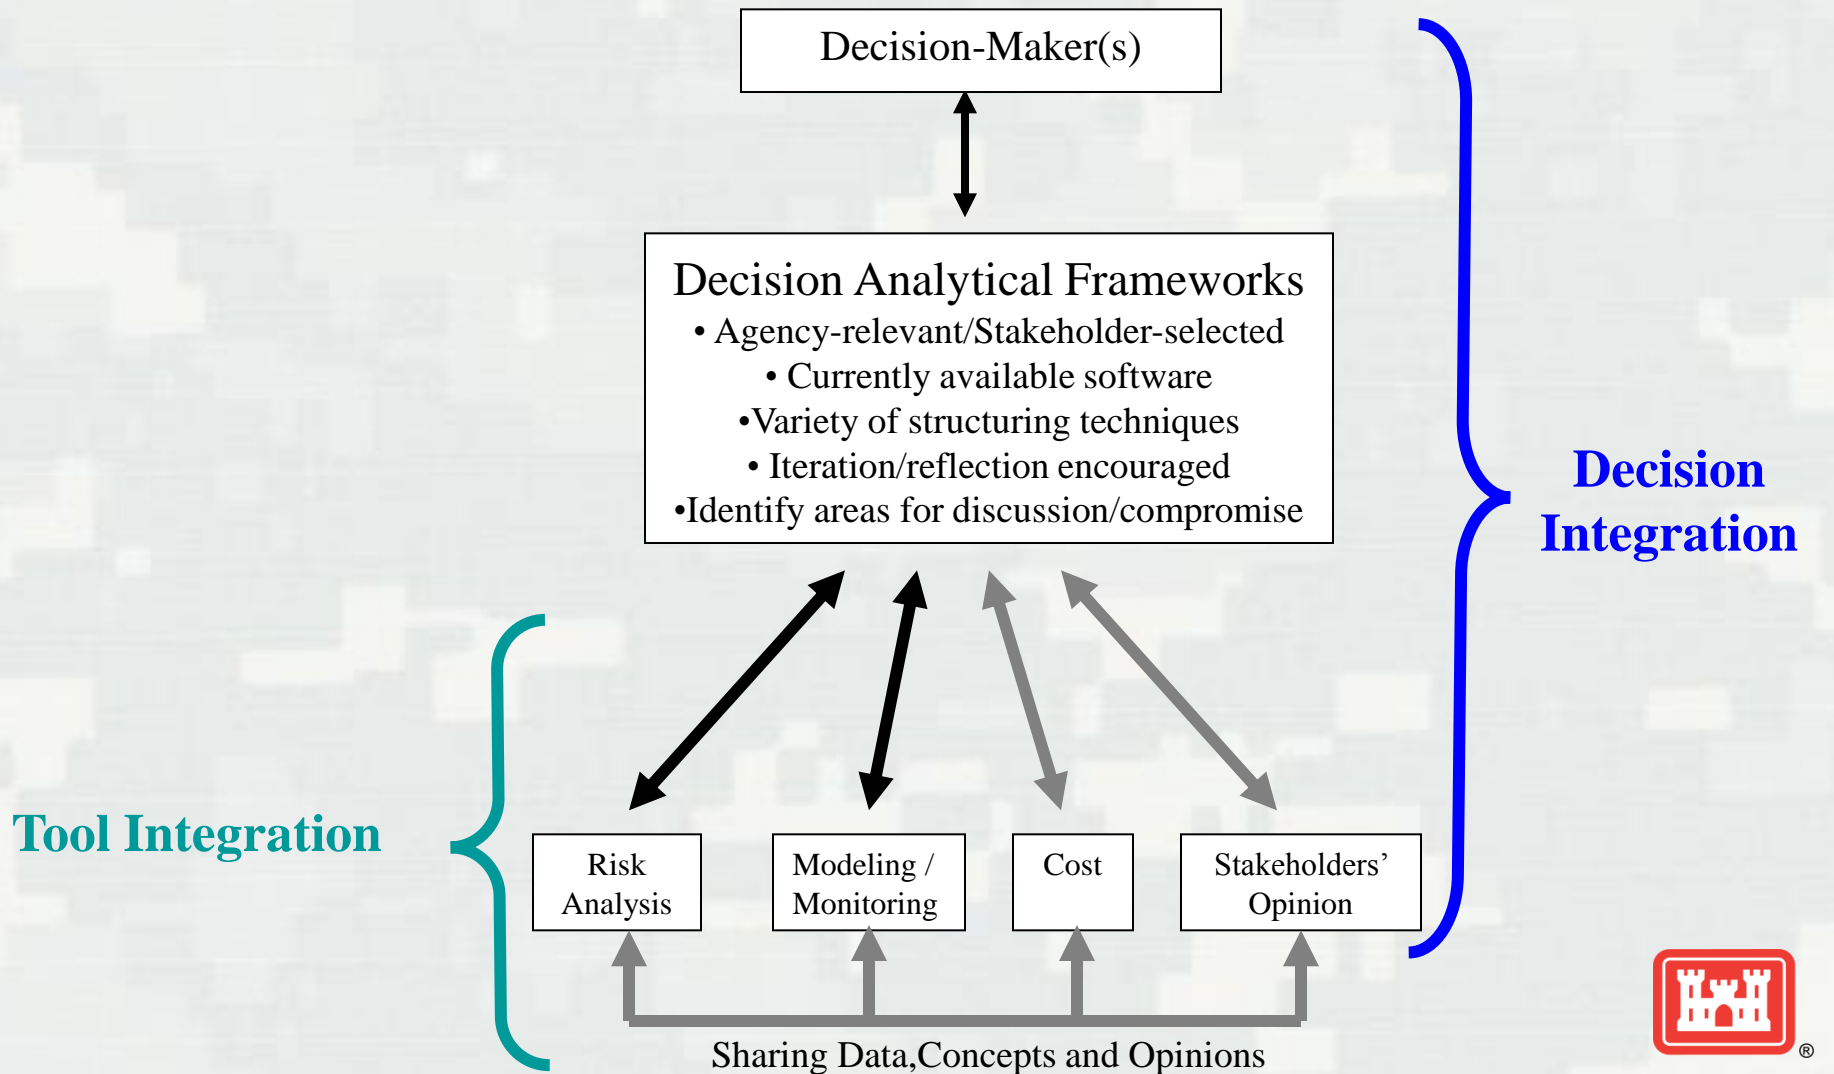 Decision-Maker(s)
Decision Analytical Frameworks
• Agency-relevant/Stakeholder-selected
• Currently available software
•Variety of structuring techniques
• Iteration/reflection encouraged
•Identify areas for discussion/compromise
Decision
Integration
Tool Integration
Risk
Analysis
Modeling /
Monitoring
Cost
Stakeholders’
Opinion
Sharing Data,Concepts and Opinions
®